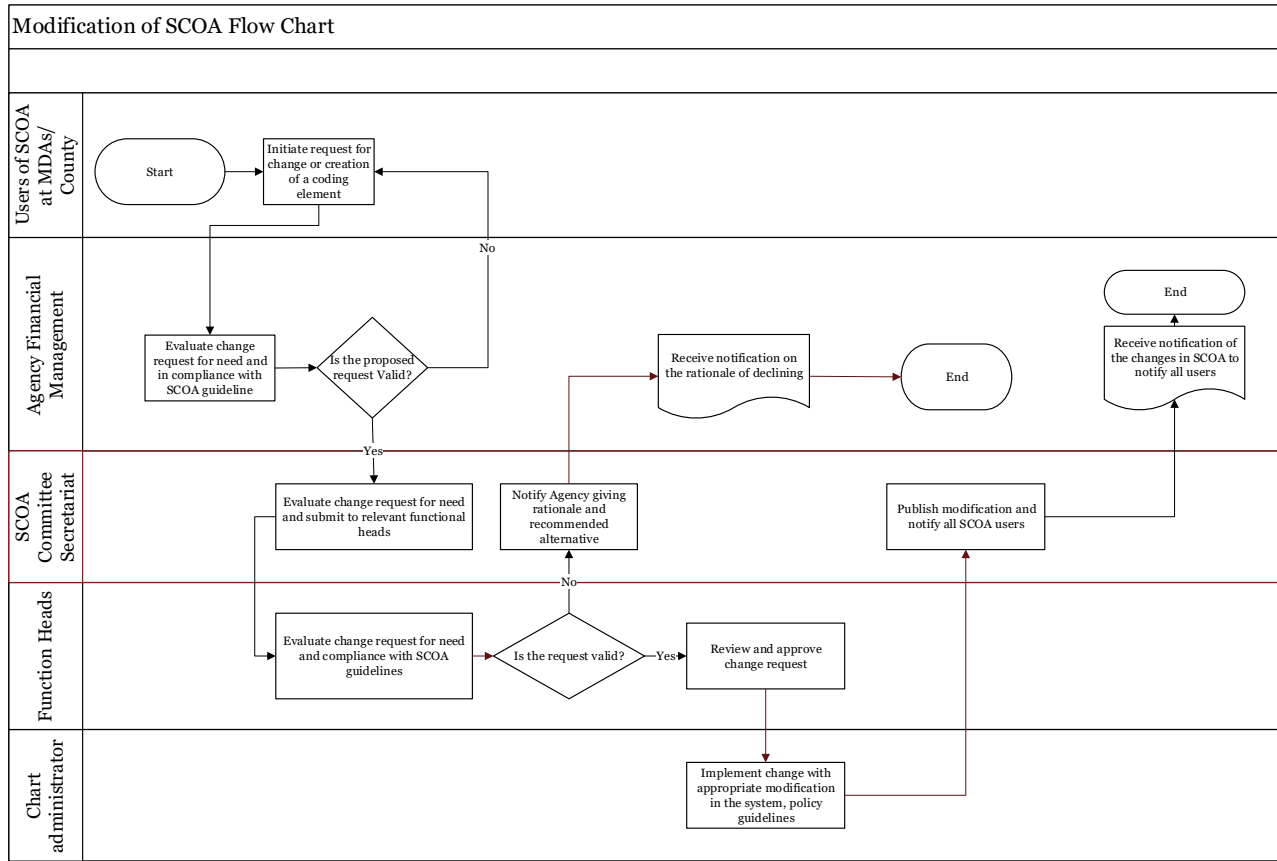 Modification of SCOA Flow Chart
Users of SCOA
at MDAs/
County
Start
Initiate request for
change or creation
of a coding
element
No
Agency Financial
Management
Evaluate change
request for need and
in compliance with
SCOA guideline
Is the proposed
request Valid?
Receive notification on
the rationale of declining
End
End
Receive notification of
the changes in SCOA to
notify all users
Yes
SCOA
Committee
Secretariat
Evaluate change request for need
and submit to relevant functional
heads
Notify Agency giving
rationale and
recommended
alternative
Publish modification and
notify all SCOA users
No
Function Heads
Evaluate change request for need
and compliance with SCOA
guidelines
Is the request valid?
Yes
Review and approve
change request
Chart
administrator
Implement change with
appropriate modification
in the system, policy
guidelines